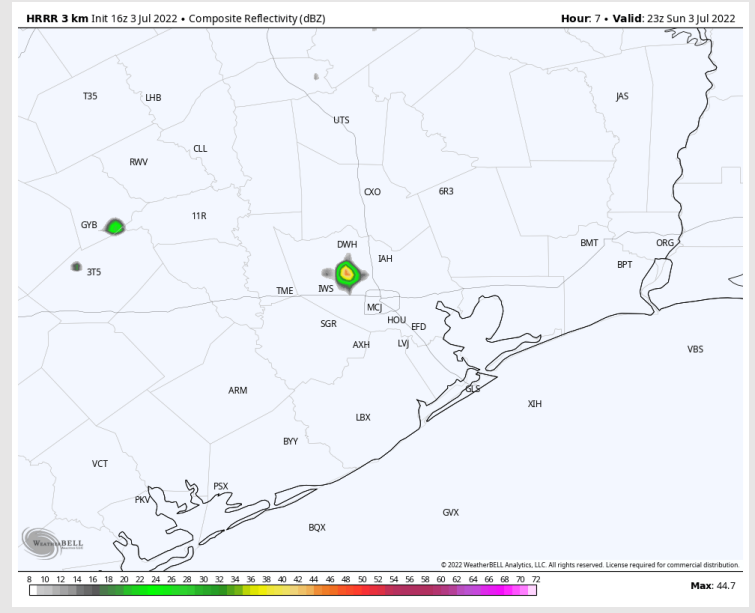 HRRR 3 km Init 16z 3 Jul 2022 • Composite Reflectivity (dBZ) Hour: 7 • Valid: 23z Sun 3 Jul 2022
T35 LHB JAS
UTS
CLL
RWV
CXO 6R3
11R
GYB
DWH BMT ORG
IAH BPT
3T5
TME IWS
MCJ
SGR HOU EFD
AXH LVJ VBS
ARM GLS
XIH
LBX
BYY
VCT
PSX
PKV
GVX
BQX
WEATHERBELL
© 2022 WeatherBELL Analytics, LLC. All rights reserved. License required for commercial distribution.
8 10 12 14 16 18 20 22 24 26 28 30 32 34 36 38 40 42 44 46 48 50 52 54 56 58 60 62 64 66 68 70 72 Max: 44.7